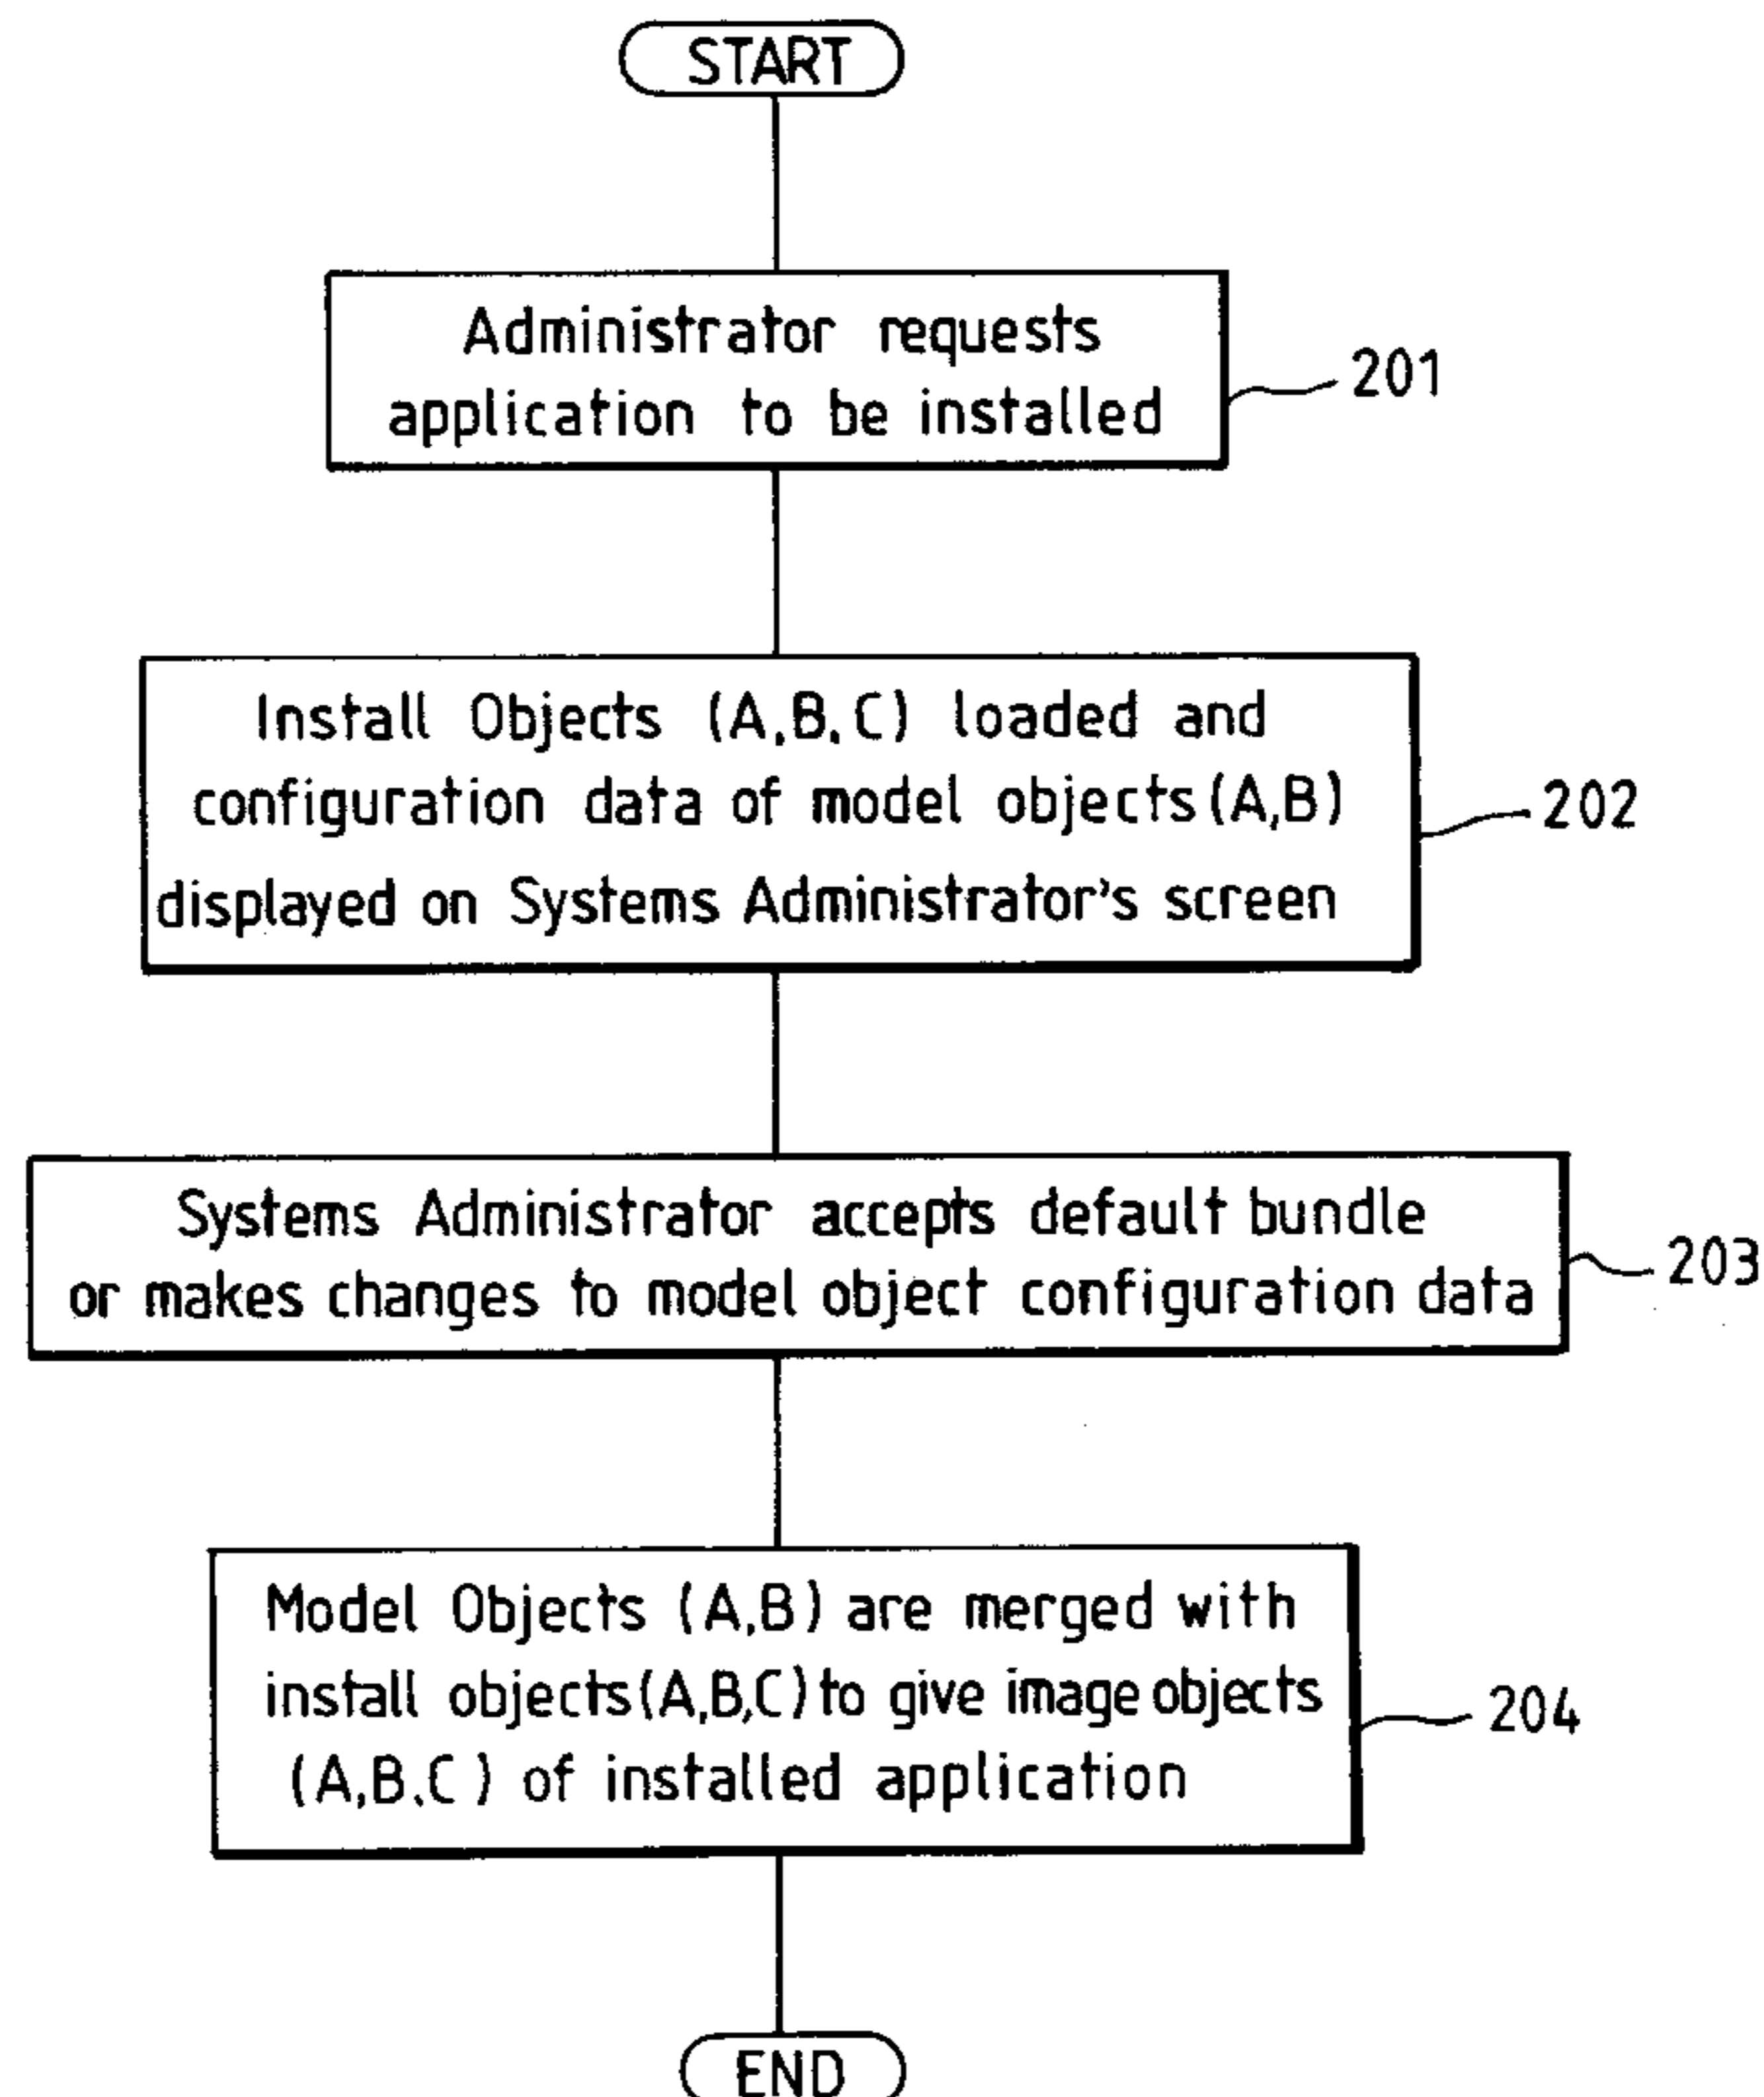 START
Administrator requests
application to be installed
201
Install Objects (A,B,C) loaded and
configuration data of model objects (A,B)
displayed on Systems Administrator's screen
202
Systems Administrator accepts default bundle
or makes changes to model object configuration data
203
Model Objects (A,B) are merged with
install objects (A,B,C) to give image objects
(A,B,C) of installed application
204
END